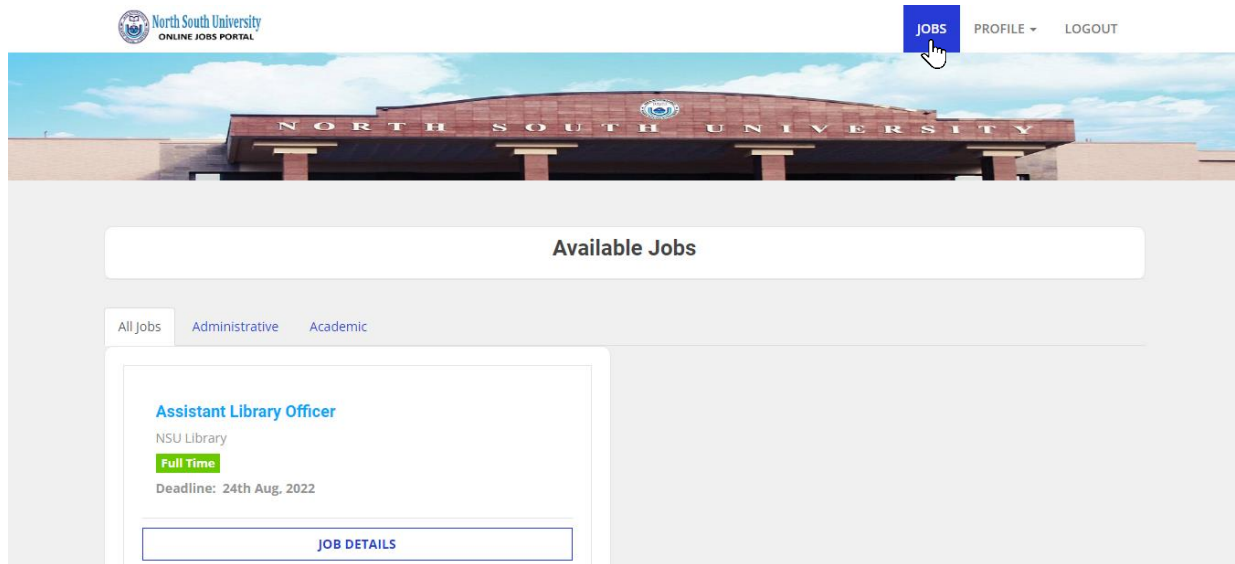 North South University
ONLINE JOBS PORTAL
JOBS PROFILE LOGOUT
NORTH SOUTH UNIVERSITY
Available Jobs
All Jobs Administrative Academic
Assistant Library Officer
NSU Library
Full Time
Deadline: 24th Aug, 2022
JOB DETAILS